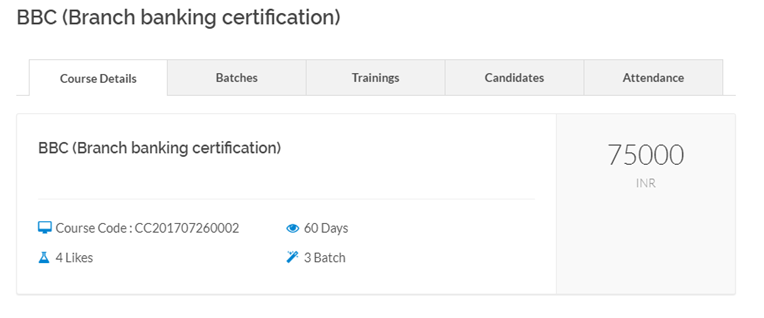 BBC (Branch banking certification)
Course Details Batches Trainings Candidates Attendance
BBC (Branch banking certification)
75000
INR
Course Code : CC201707260002 60 Days
4 Likes 3 Batch